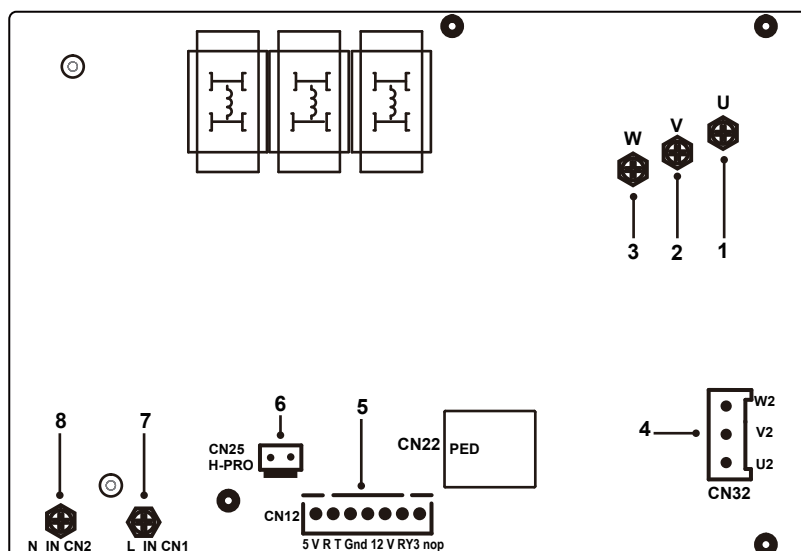 U
V
W
3 2 1
8 7 6 5
CN25
H-PRO
CN22 PED
4
W2
V2
U2
CN32
CN12
N IN CN2 L IN CN1
5 V R T Gnd 12 V RY3 nop